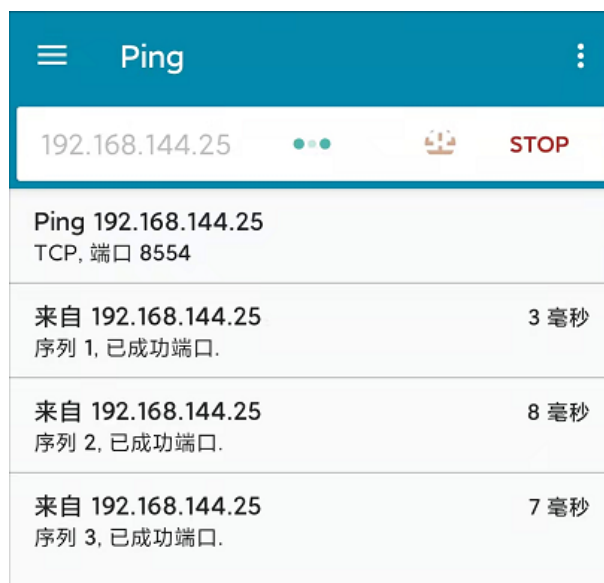 Ping
192.168.144.25
STOP
Ping 192.168.144.25
TCP, 端口 8554
来自 192.168.144.25
3 毫秒
序列 1, 已成功端口.
来自 192.168.144.25
8 毫秒
序列 2, 已成功端口.
来自 192.168.144.25
7 毫秒
序列 3, 已成功端口.